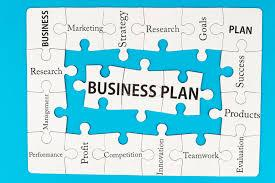 BUSINESS
Marketing
Strategy
Research
Goals
PLAN
Research
Success
BUSINESS PLAN
Management
Products
Performance
Profit
Competition
Innovation
Teamwork
Evaluation